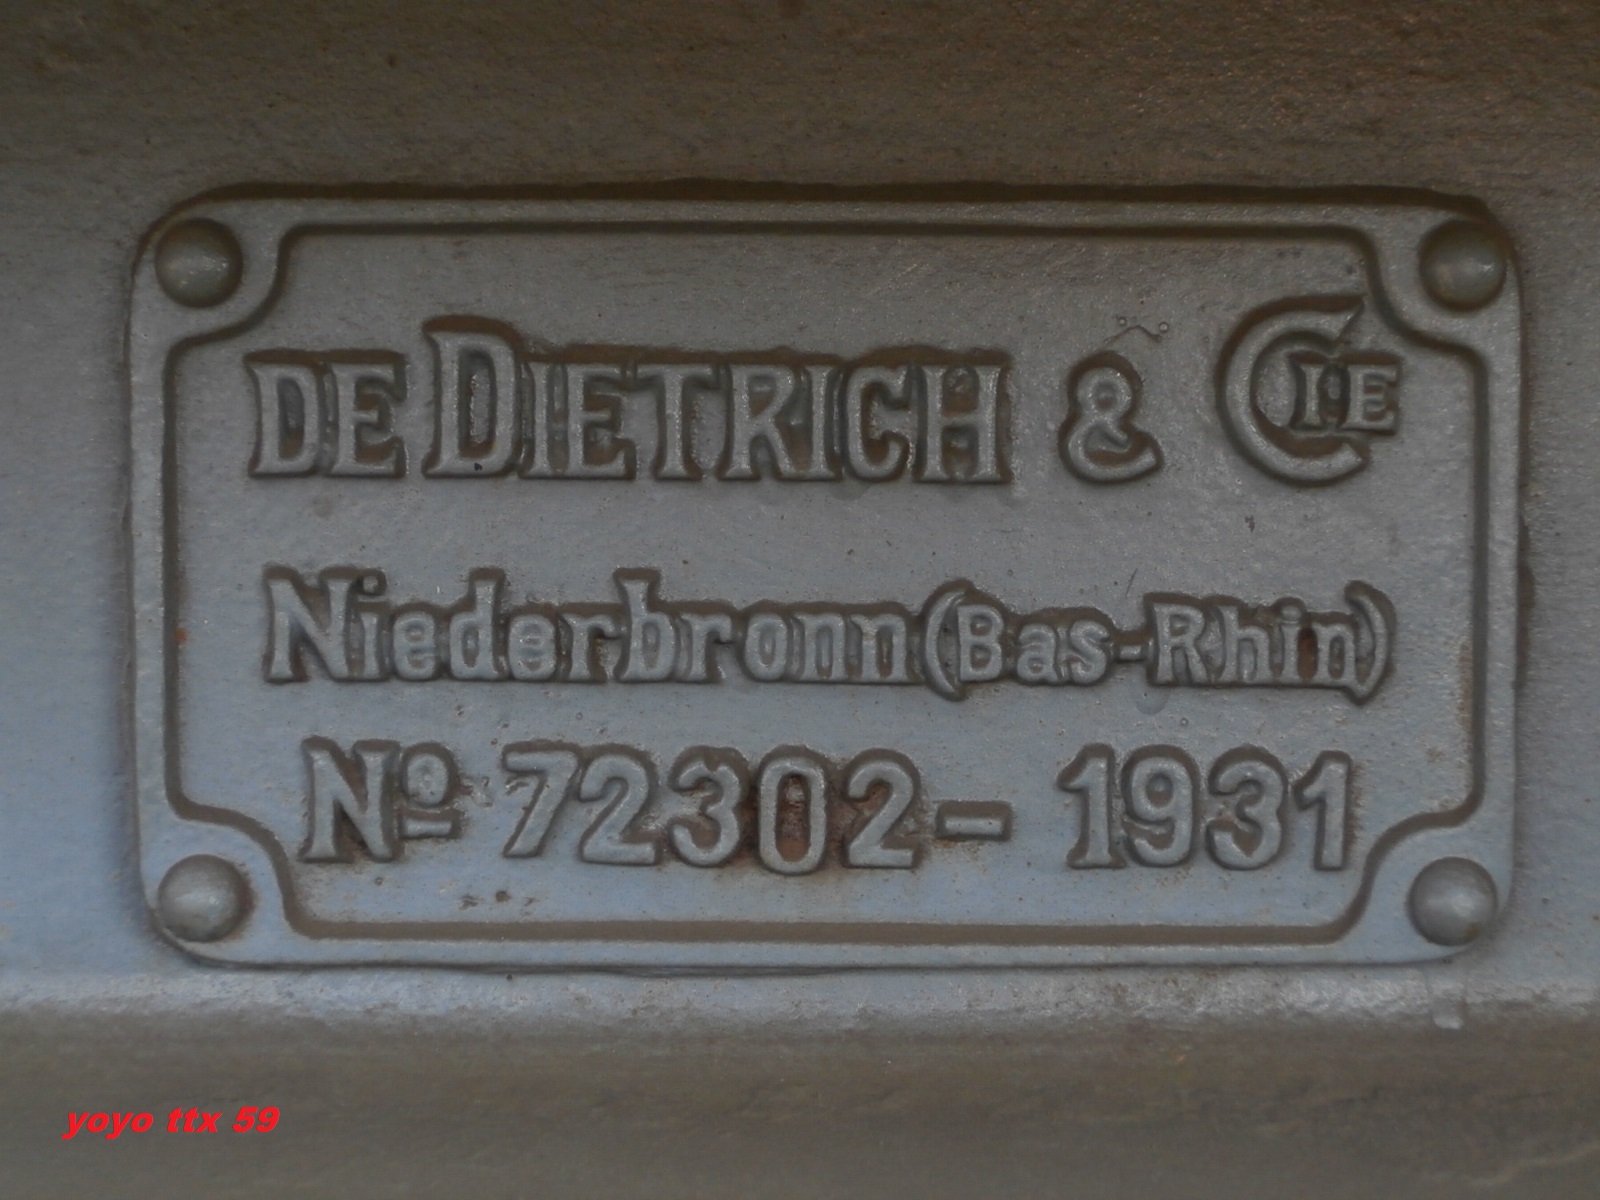 DE DIETRICH & CIE
Niederbronn (Bas-Rhin)
Nº 72302 - 1931
yoyo ttx 59